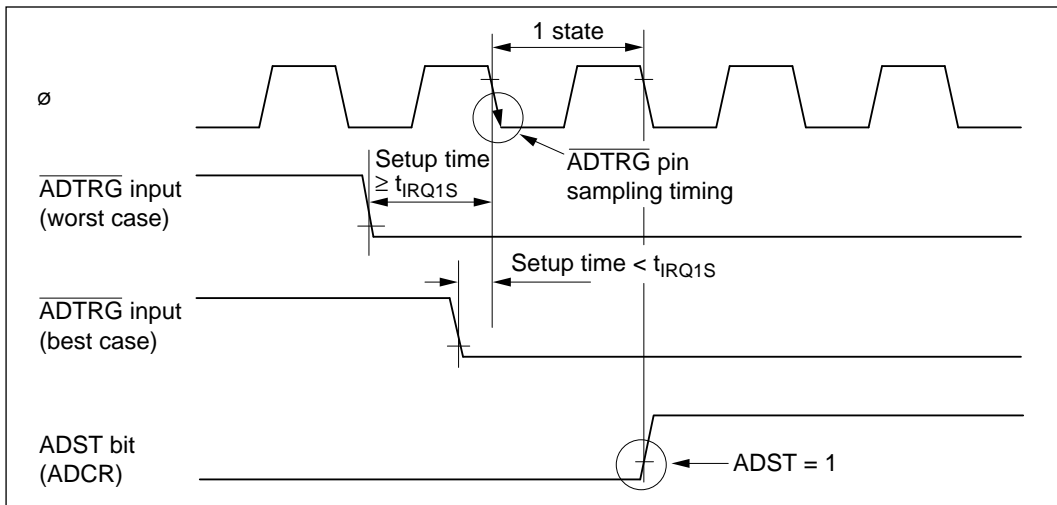 1 state
ø
ADTRG pin
sampling timing
Setup time
≥ tIRQ1S
ADTRG input
(worst case)
Setup time < tIRQ1S
ADTRG input
(best case)
ADST bit
(ADCR)
ADST = 1